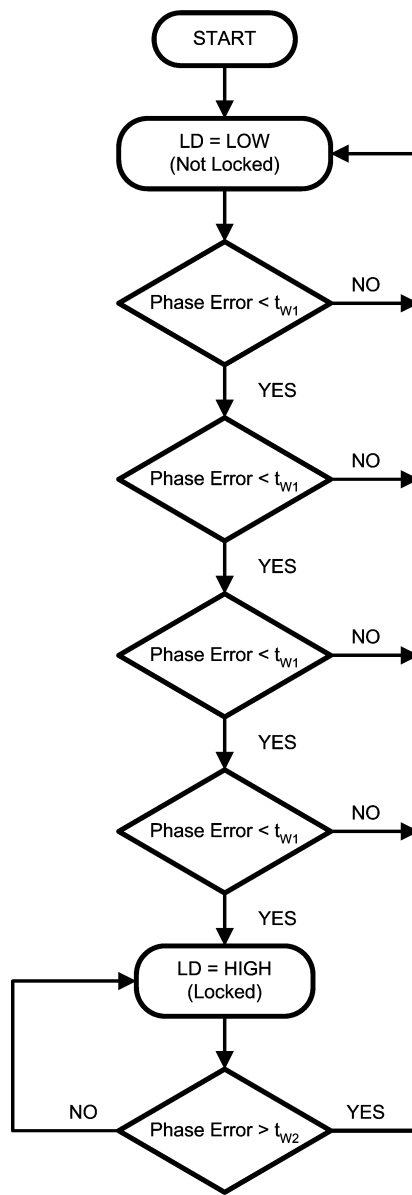 START
LD = LOW
(Not Locked)
Phase Error < tW1
NO
YES
Phase Error < tW1
NO
YES
Phase Error < tW1
NO
YES
Phase Error < tW1
NO
YES
LD = HIGH
(Locked)
NO
Phase Error > tW2
YES